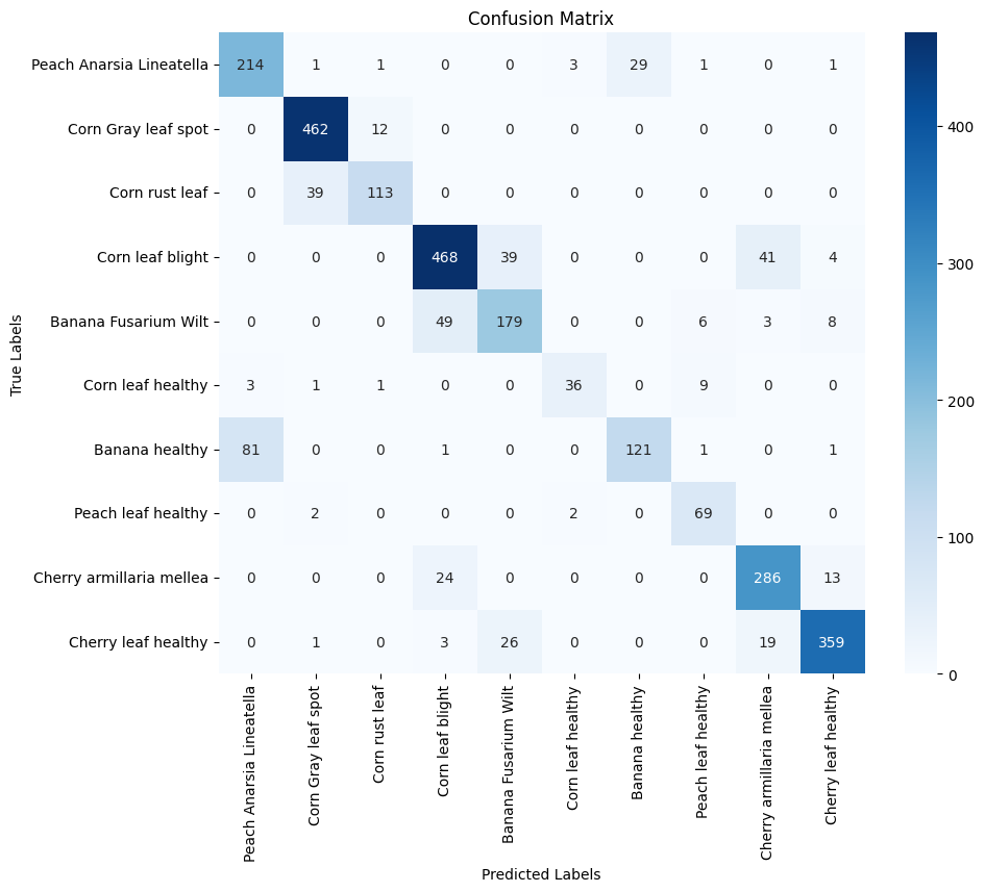 Confusion Matrix
Peach Anarsia Lineatella 214 1 1 0 0 3 29 1 0 1
Corn Gray leaf spot 0 462 12 0 0 0 0 0 0 0
Corn rust leaf 0 39 113 0 0 0 0 0 0 0
Corn leaf blight 0 0 0 468 39 0 0 0 41 4
Banana Fusarium Wilt 0 0 0 49 179 0 0 6 3 8
Corn leaf healthy 3 1 1 0 0 36 0 9 0 0
Banana healthy 81 0 0 1 0 0 121 1 0 1
Peach leaf healthy 0 2 0 0 0 2 0 69 0 0
Cherry armillaria mellea 0 0 0 24 0 0 0 0 286 13
Cherry leaf healthy 0 1 0 3 26 0 0 0 19 359
True Labels
Peach Anarsia Lineatella
Corn Gray leaf spot
Corn rust leaf
Corn leaf blight
Banana Fusarium Wilt
Corn leaf healthy
Banana healthy
Peach leaf healthy
Cherry armillaria mellea
Cherry leaf healthy
Predicted Labels
400
300
200
100
0